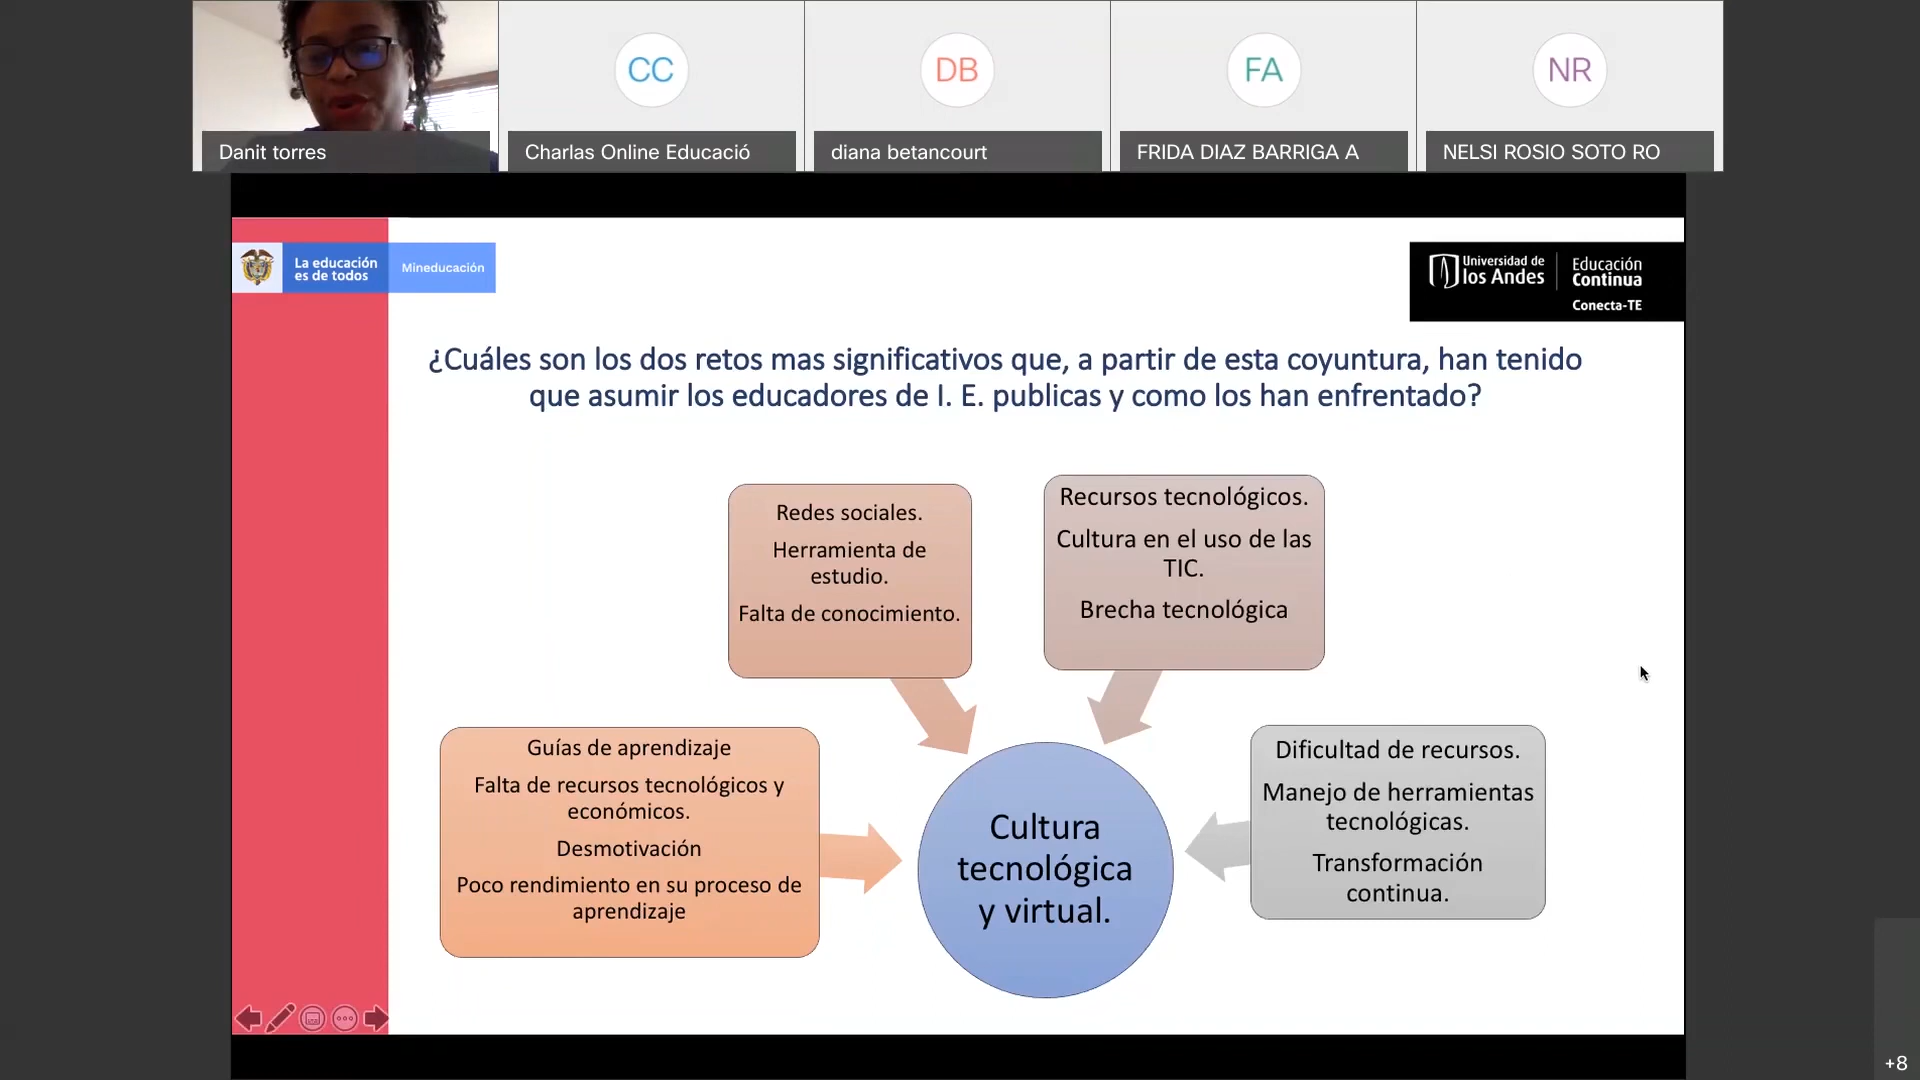 CC
DB
FA
NR
Danit torres
Charlas Online Educació
diana betancourt
FRIDA DIAZ BARRIGA A
NELSI ROSIO SOTO RO
La educación
es de todos
Mineducación
Universidad de
los Andes
Educación
Continua
Conecta-TE
¿Cuáles son los dos retos mas significativos que, a partir de esta coyuntura, han tenido
que asumir los educadores de I. E. publicas y como los han enfrentado?
Redes sociales.
Herramienta de
estudio.
Falta de conocimiento.
Recursos tecnológicos.
Cultura en el uso de las
TIC.
Brecha tecnológica
Guías de aprendizaje
Falta de recursos tecnológicos y
económicos.
Desmotivación
Poco rendimiento en su proceso de
aprendizaje
Cultura
tecnológica
y virtual.
Dificultad de recursos.
Manejo de herramientas
tecnológicas.
Transformación
continua.
+8